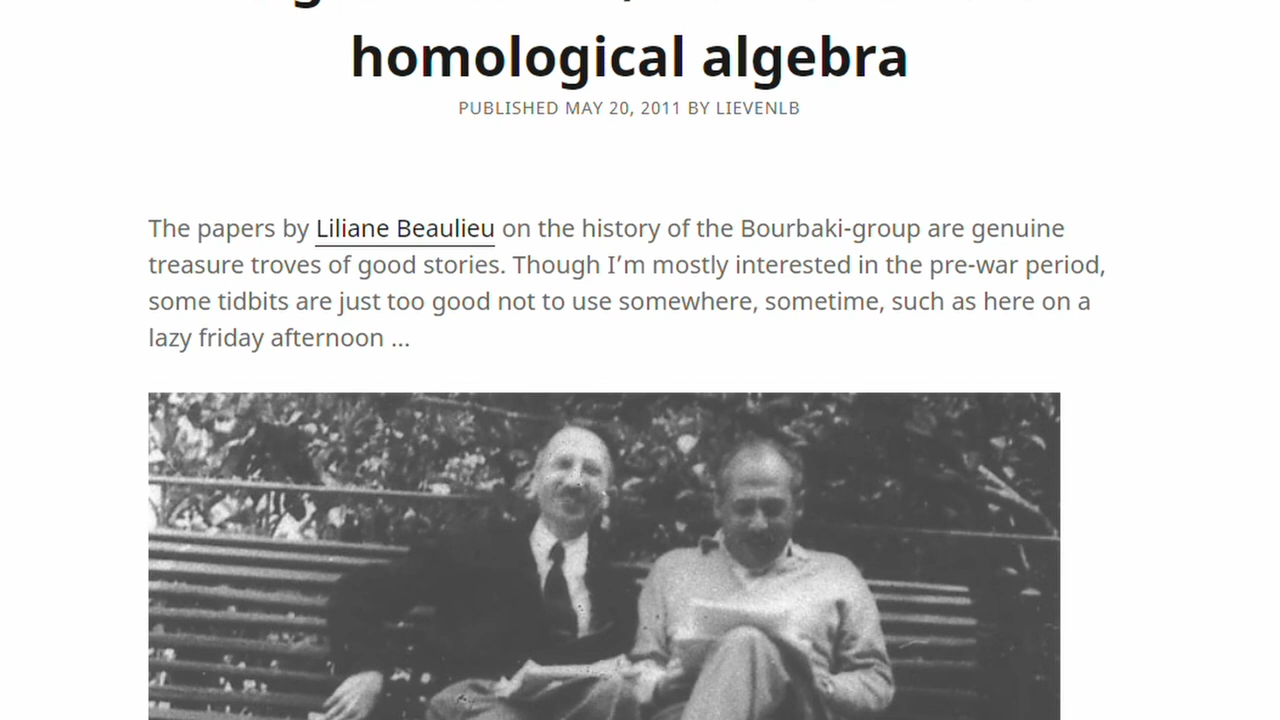 homological algebra
PUBLISHED MAY 20, 2011 BY LIEVENLB
The papers by Liliane Beaulieu on the history of the Bourbaki-group are genuine
treasure troves of good stories. Though I’m mostly interested in the pre-war period,
some tidbits are just too good not to use somewhere, sometime, such as here on a
lazy friday afternoon …